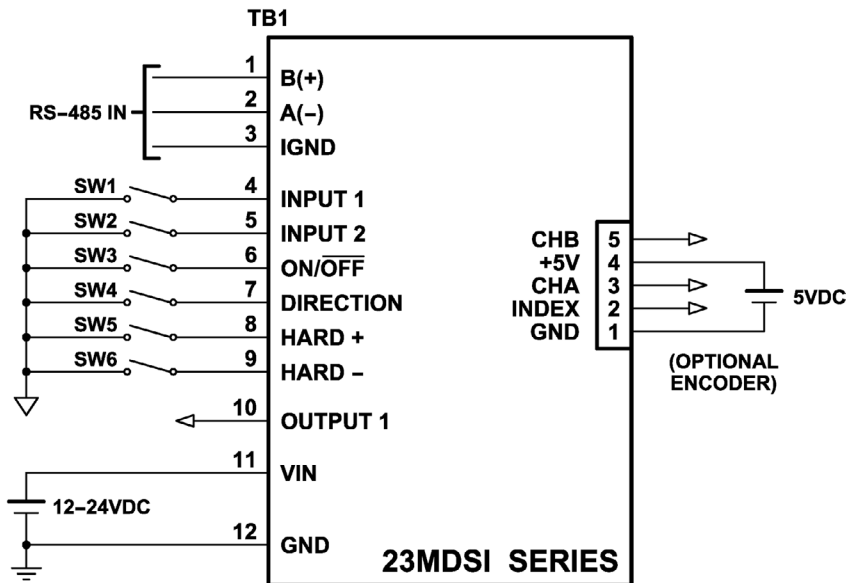 TB1
RS-485 IN
1 B(+)
2 A(-)
3 IGND
SW1 4 INPUT 1
SW2 5 INPUT 2
SW3 6 ON/O̅F̅F̅
SW4 7 DIRECTION
SW5 8 HARD +
SW6 9 HARD -
10 OUTPUT 1
11 VIN
12-24VDC
12 GND
CHB 5
+5V 4
CHA 3
INDEX 2
GND 1
5VDC
(OPTIONAL
ENCODER)
23MDSI SERIES